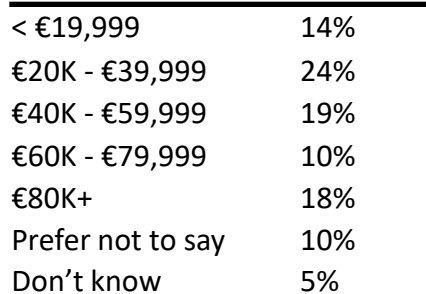 < €19,999 14%
€20K - €39,999 24%
€40K - €59,999 19%
€60K - €79,999 10%
€80K+ 18%
Prefer not to say 10%
Don’t know 5%